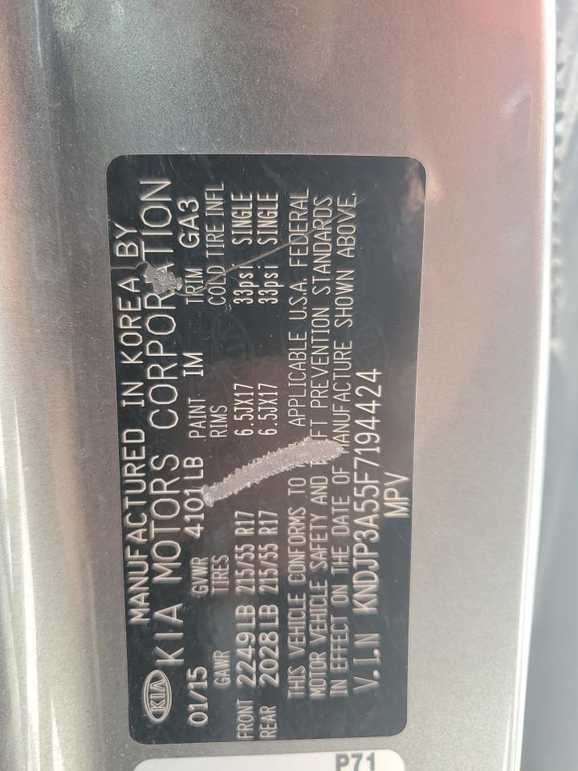 KIA
MANUFACTURED IN KOREA BY
KIA MOTORS CORPORATION
01/15 GVWR 4101LB PAINT IM TRIM GA3
GAWR TIRES RIMS COLD TIRE INFL
FRONT 2249LB 215/55 R17 6.5JX17 33psi SINGLE
REAR 2028LB 215/55 R17 6.5JX17 33psi SINGLE
THIS VEHICLE CONFORMS TO APPLICABLE U.S.A. FEDERAL
MOTOR VEHICLE SAFETY AND PREVENTION STANDARDS
IN EFFECT ON THE DATE OF MANUFACTURE SHOWN ABOVE.
V.I.N KNDJP3A55F7194424
MPV
P71